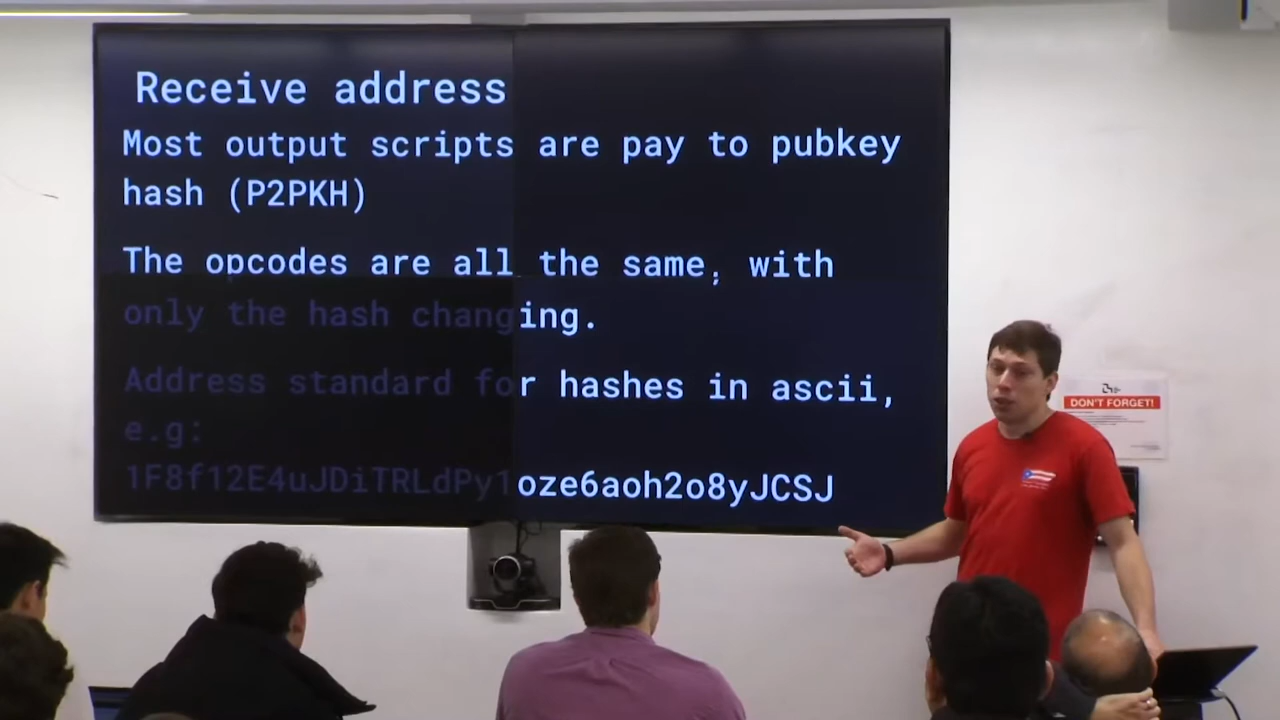 Receive address
Most output scripts are pay to pubkey
hash (P2PKH)
The opcodes are all the same, with
only the hash changing.
Address standard for hashes in ascii,
e.g:
1F8f12E4uJDiTRLdPy1oze6aoh2o8yJCSJ
DON'T FORGET!